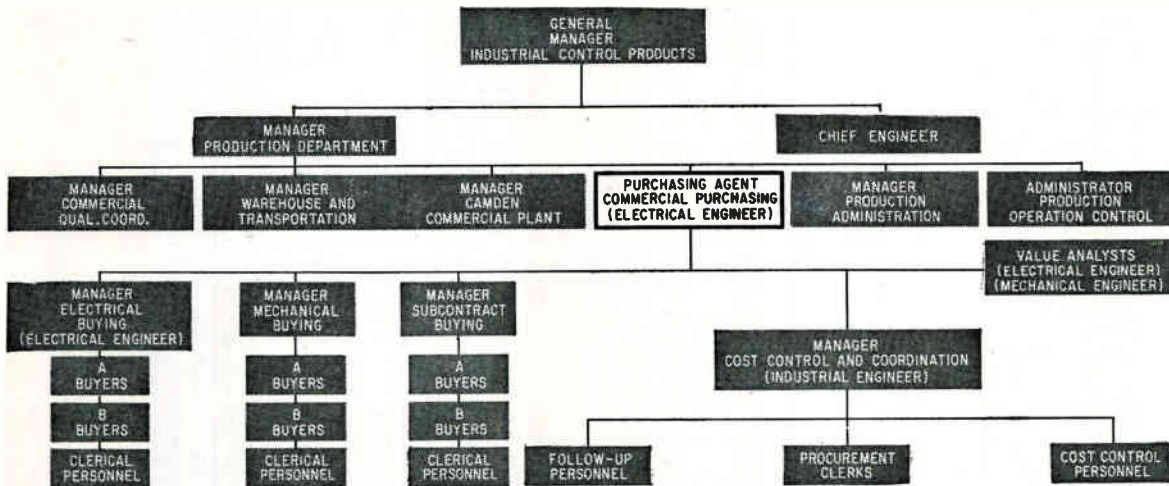 GENERAL
MANAGER
INDUSTRIAL CONTROL PRODUCTS
MANAGER
PRODUCTION DEPARTMENT
CHIEF ENGINEER
MANAGER
COMMERCIAL
QUAL.COORD.
MANAGER
WAREHOUSE AND
TRANSPORTATION
MANAGER
CAMDEN
COMMERCIAL PLANT
PURCHASING AGENT
COMMERCIAL PURCHASING
(ELECTRICAL ENGINEER)
MANAGER
PRODUCTION
ADMINISTRATION
ADMINISTRATOR
PRODUCTION
OPERATION CONTROL
VALUE ANALYSTS
(ELECTRICAL ENGINEER)
(MECHANICAL ENGINEER)
MANAGER
ELECTRICAL
BUYING
(ELECTRICAL ENGINEER)
MANAGER
MECHANICAL
BUYING
MANAGER
SUBCONTRACT
BUYING
MANAGER
COST CONTROL AND COORDINATION
(INDUSTRIAL ENGINEER)
A
BUYERS
A
BUYERS
A
BUYERS
B
BUYERS
B
BUYERS
B
BUYERS
CLERICAL
PERSONNEL
CLERICAL
PERSONNEL
CLERICAL
PERSONNEL
FOLLOW-UP
PERSONNEL
PROCUREMENT
CLERKS
COST CONTROL
PERSONNEL